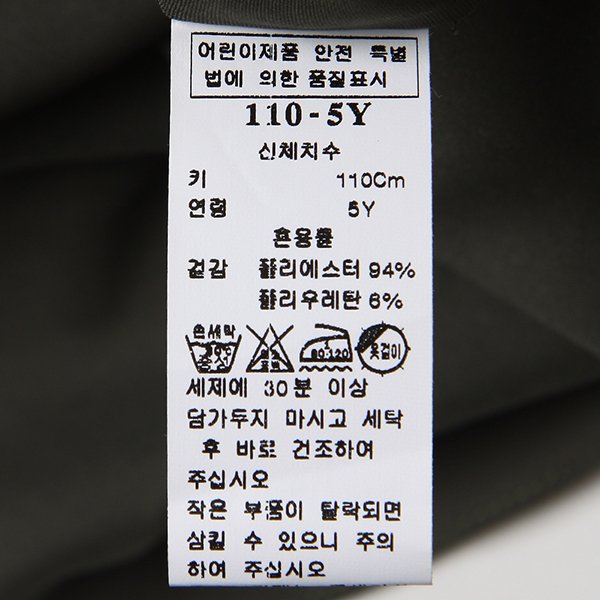 어린이제품 안전 특별
법에 의한 품질표시
110-5Y
신체치수
키 110Cm
연령 5Y
혼용률
겉감 폴리에스터 94%
폴리우레탄 6%
손세탁
중성
80-120
옷걸이
세제에 30분 이상
담가두지 마시고 세탁
후 바로 건조하여
주십시오
작은 부품이 탈락되면
삼킬 수 있으니 주의
하여 주십시오